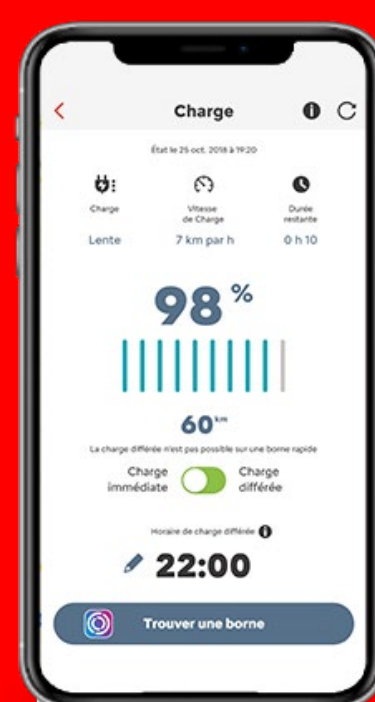 Charge
État le 25 oct. 2018 à 19:20
Charge
Vitesse
de Charge
Durée
restante
Lente
7 km par h
0 h 10
98 %
60 km
La charge différée n'est pas possible sur une borne rapide
Charge
immédiate
Charge
différée
Horaire de charge différée
22:00
Trouver une borne